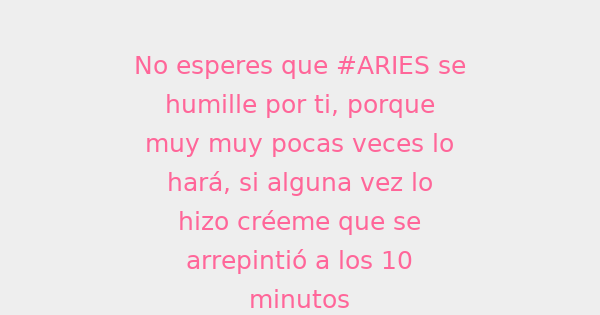 No esperes que #ARIES se
humille por ti, porque
muy muy pocas veces lo
hará, si alguna vez lo
hizo créeme que se
arrepintió a los 10
minutos